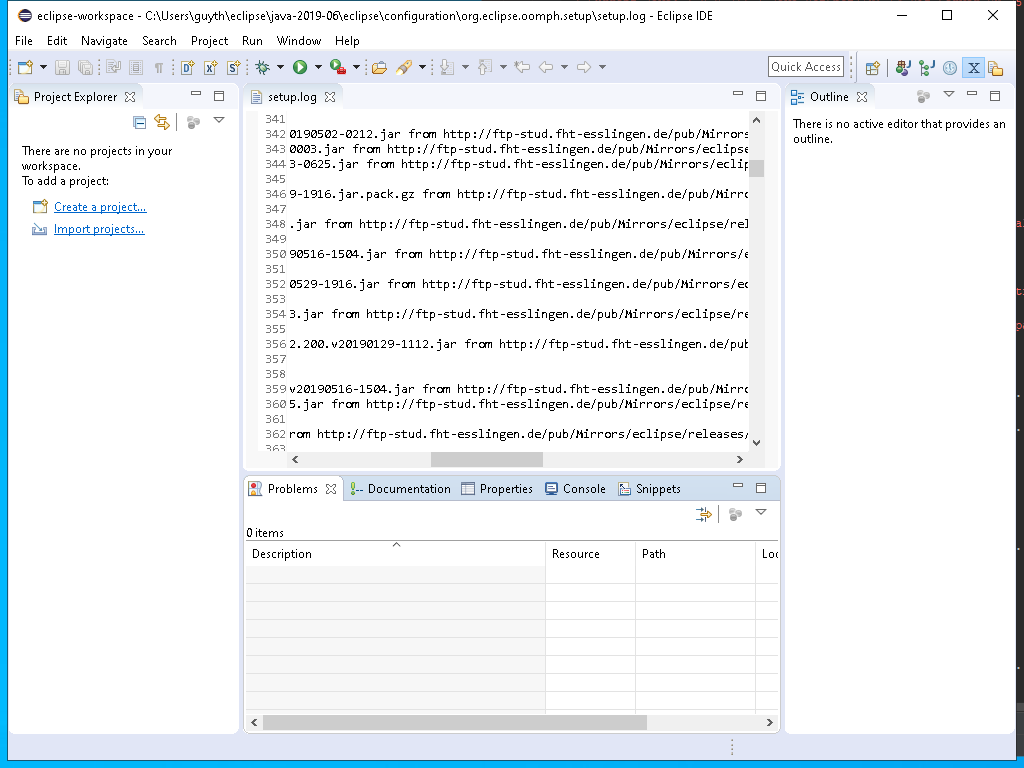 eclipse-workspace - C:\Users\guyth\eclipse\java-2019-06\eclipse\configuration\org.eclipse.oomph.setup\setup.log - Eclipse IDE
File Edit Navigate Search Project Run Window Help
Quick Access
Project Explorer
There are no projects in your
workspace.
To add a project:
Create a project...
Import projects...
setup.log
341
342 0190502-0212.jar from http://ftp-stud.fht-esslingen.de/pub/Mirrors
343 0003.jar from http://ftp-stud.fht-esslingen.de/pub/Mirrors/eclipse
344 3-0625.jar from http://ftp-stud.fht-esslingen.de/pub/Mirrors/eclip
345
346 9-1916.jar.pack.gz from http://ftp-stud.fht-esslingen.de/pub/Mirro
347
348 .jar from http://ftp-stud.fht-esslingen.de/pub/Mirrors/eclipse/rel
349
350 90516-1504.jar from http://ftp-stud.fht-esslingen.de/pub/Mirrors/e
351
352 0529-1916.jar from http://ftp-stud.fht-esslingen.de/pub/Mirrors/ec
353
354 3.jar from http://ftp-stud.fht-esslingen.de/pub/Mirrors/eclipse/re
355
356 2.200.v20190129-1112.jar from http://ftp-stud.fht-esslingen.de/pub
357
358
359 v20190516-1504.jar from http://ftp-stud.fht-esslingen.de/pub/Mirro
360 5.jar from http://ftp-stud.fht-esslingen.de/pub/Mirrors/eclipse/re
361
362 rom http://ftp-stud.fht-esslingen.de/pub/Mirrors/eclipse/releases/
363
Outline
There is no active editor that provides an
outline.
Problems Documentation Properties Console Snippets
0 items
Description Resource Path Loc